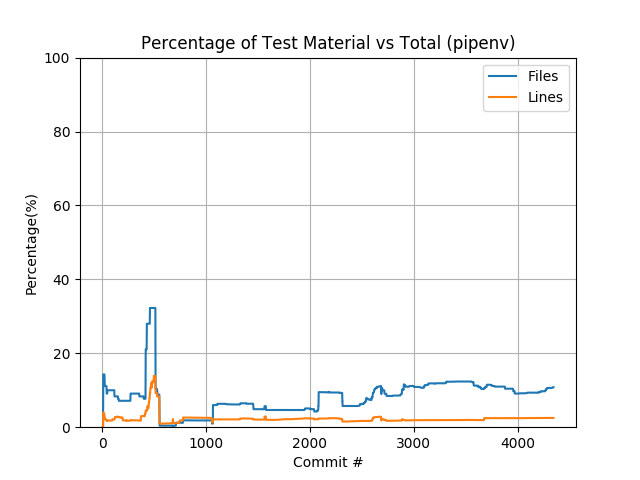 Percentage of Test Material vs Total (pipenv)
Files
Lines
100
80
60
40
20
0
Percentage(%)
0 1000 2000 3000 4000
Commit #